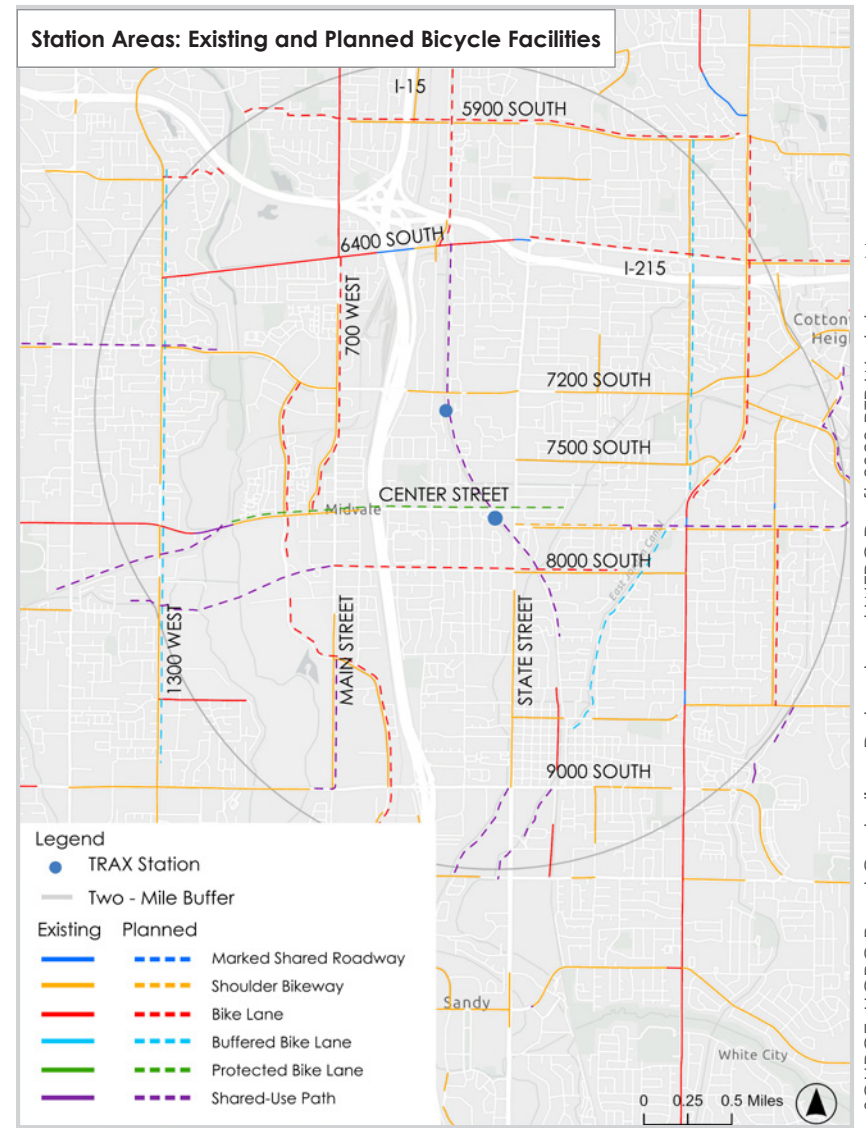 Station Areas: Existing and Planned Bicycle Facilities
I-15
5900 SOUTH
6400 SOUTH
I-215
700 WEST
Cotton
Heig
7200 SOUTH
7500 SOUTH
CENTER STREET
Midvale
8000 SOUTH
East Jordan Canal
1300 WEST
MAIN STREET
STATE STREET
9000 SOUTH
Legend
TRAX Station
Two - Mile Buffer
Existing Planned
Marked Shared Roadway
Shoulder Bikeway
Bike Lane
Buffered Bike Lane
Protected Bike Lane
Shared-Use Path
Sandy
White City
0 0.25 0.5 Miles